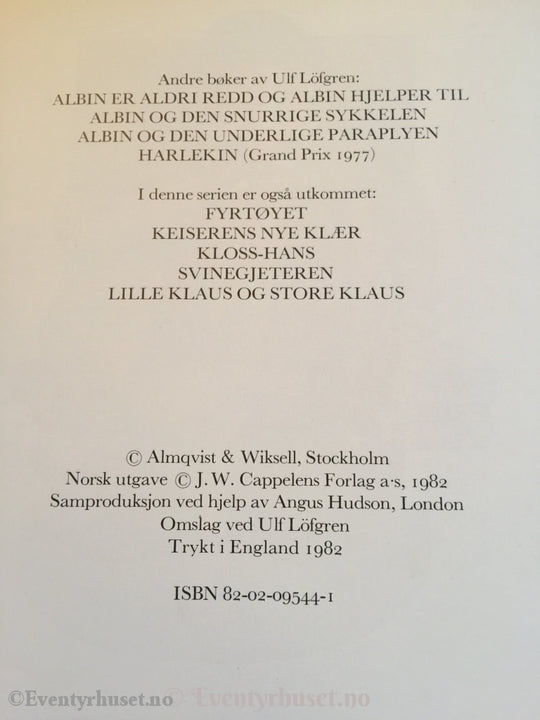 Andre bøker av Ulf Löfgren:
ALBIN ER ALDRI REDD OG ALBIN HJELPER TIL
ALBIN OG DEN SNURRIGE SYKKELEN
ALBIN OG DEN UNDERLIGE PARAPLYEN
HARLEKIN (Grand Prix 1977)
I denne serien er også utkommet:
FYRTØYET
KEISERENS NYE KLÆR
KLOSS-HANS
SVINEGJETEREN
LILLE KLAUS OG STORE KLAUS
© Almqvist & Wiksell, Stockholm
Norsk utgave © J. W. Cappelens Forlag a·s, 1982
Samproduksjon ved hjelp av Angus Hudson, London
Omslag ved Ulf Löfgren
Trykt i England 1982
ISBN 82-02-09544-1
©Eventyrhuset.no © Eventyrhuset.no